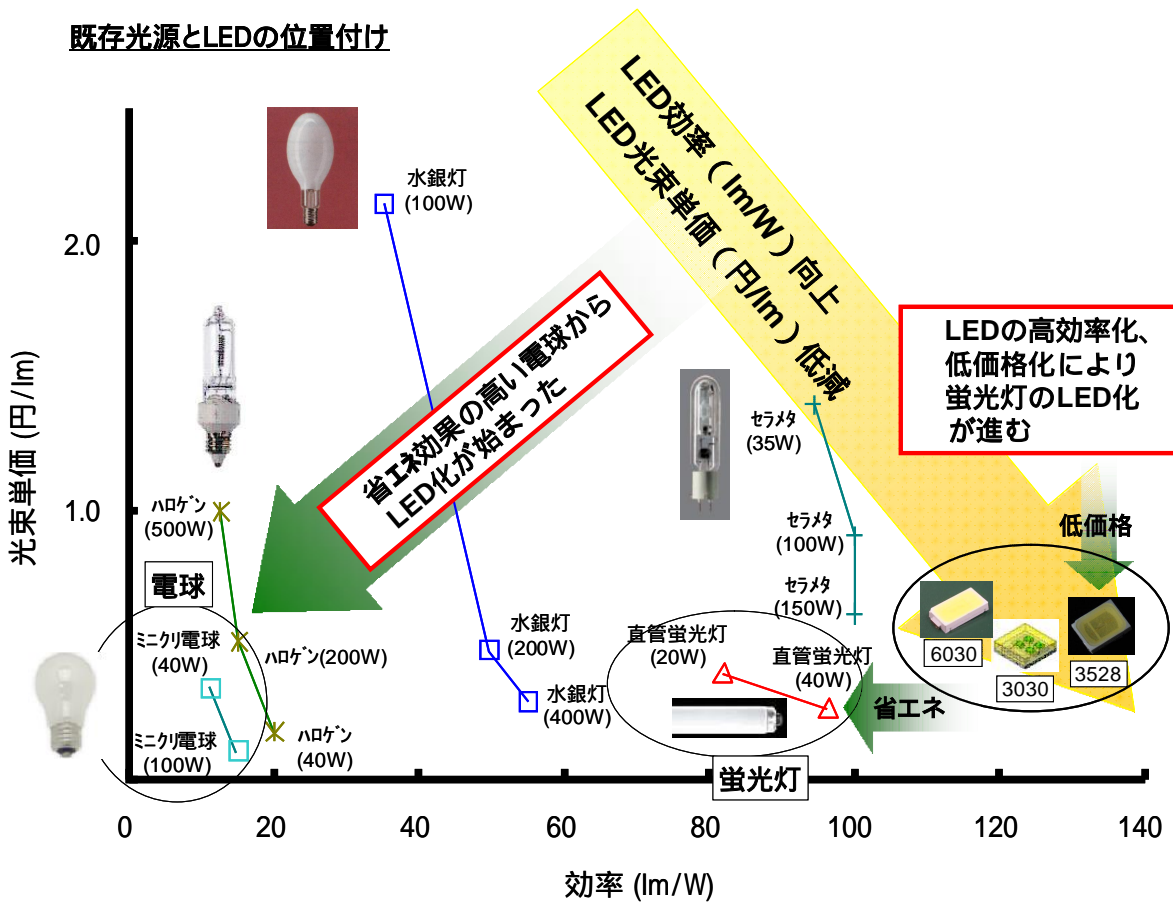 既存光源とLEDの位置付け
LED効率（lm/W）向上
LED光束単価（円/lm）低減
水銀灯
(100W)
2.0
省エネ効果の高い電球から
LED化が始まった
LEDの高効率化、
低価格化により
蛍光灯のLED化
が進む
光束単価 (円/lm)
ｾﾗﾒﾀ
(35W)
1.0
ﾊﾛｹﾞﾝ
(500W)
ｾﾗﾒﾀ
(100W)
低価格
電球
ｾﾗﾒﾀ
(150W)
ﾐﾆｸﾘ電球
(40W)
ﾊﾛｹﾞﾝ(200W)
水銀灯
(200W)
直管蛍光灯
(20W)
直管蛍光灯
(40W)
6030
3030
3528
水銀灯
(400W)
省エネ
ﾐﾆｸﾘ電球
(100W)
ﾊﾛｹﾞﾝ
(40W)
蛍光灯
0 20 40 60 80 100 120 140
効率 (lm/W)